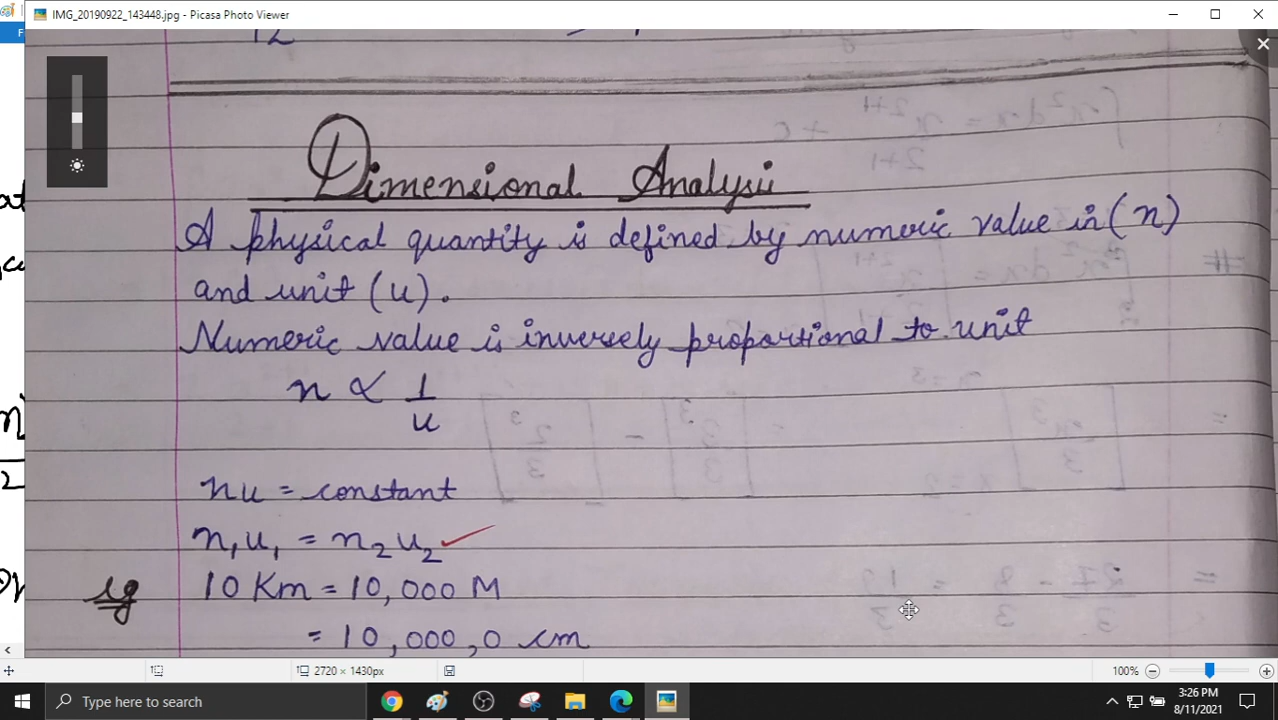 IMG_20190922_143448.jpg - Picasa Photo Viewer
12
Dimensional Analysis
A physical quantity is defined by numeric value in (n)
and unit (u).
Numeric value is inversely proportional to unit
n ∝ 1/u
nu = constant
n₁u₁ = n₂u₂ ✓
eg 10 Km = 10,000 M
= 10,000,0 cm
2720 × 1430px
100%
Type here to search
3:26 PM
8/11/2021